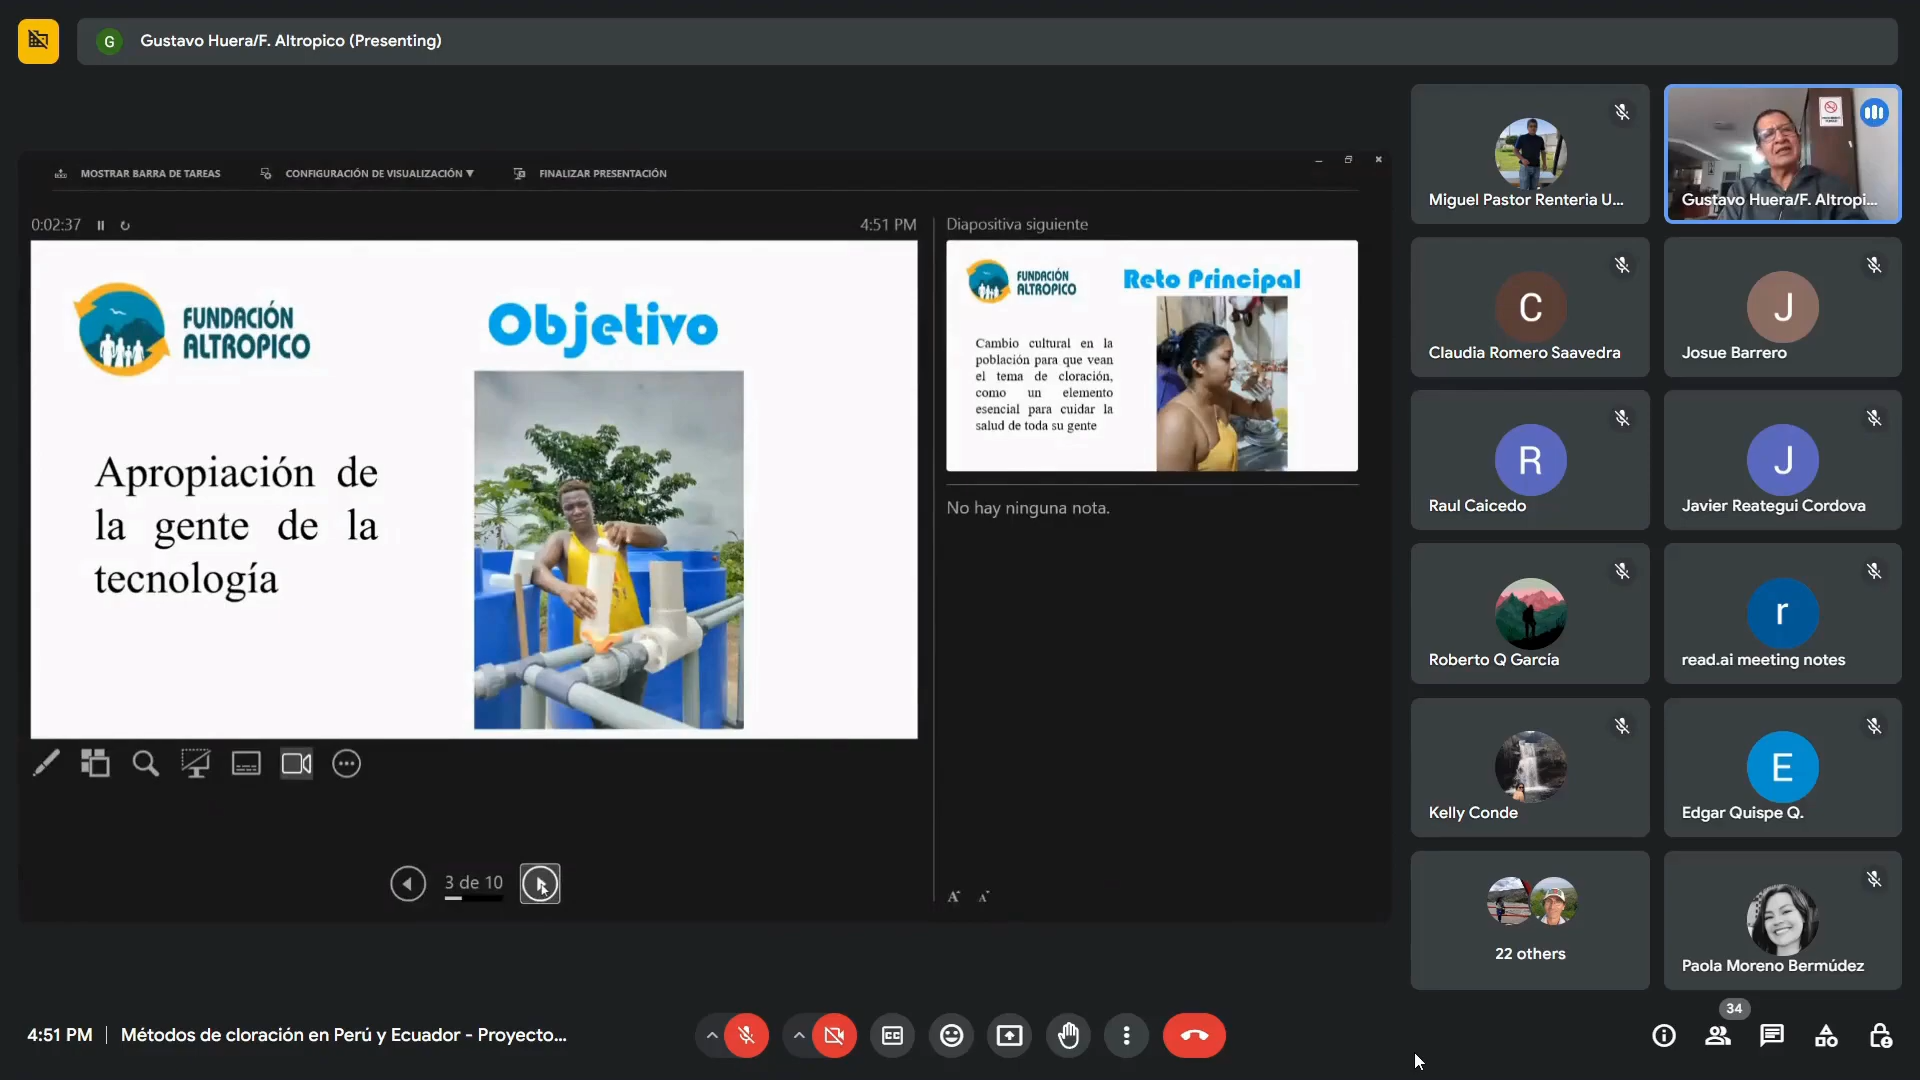 G
Gustavo Huera/F. Altropico (Presenting)
MOSTRAR BARRA DE TAREAS
CONFIGURACIÓN DE VISUALIZACIÓN ▼
FINALIZAR PRESENTACIÓN
0:02:37
4:51 PM
FUNDACIÓN
ALTROPICO
Objetivo
Apropiación de
la gente de la
tecnología
3 de 10
Diapositiva siguiente
FUNDACIÓN
ALTROPICO
Reto Principal
Cambio cultural en la
población para que vean
el tema de cloración,
como un elemento
esencial para cuidar la
salud de toda su gente
No hay ninguna nota.
A A
Miguel Pastor Renteria U...
Gustavo Huera/F. Altropi...
C
Claudia Romero Saavedra
J
Josue Barrero
R
Raul Caicedo
J
Javier Reategui Cordova
Roberto Q García
r
read.ai meeting notes
Kelly Conde
E
Edgar Quispe Q.
22 others
Paola Moreno Bermúdez
4:51 PM
Métodos de cloración en Perú y Ecuador - Proyecto...
CC
34